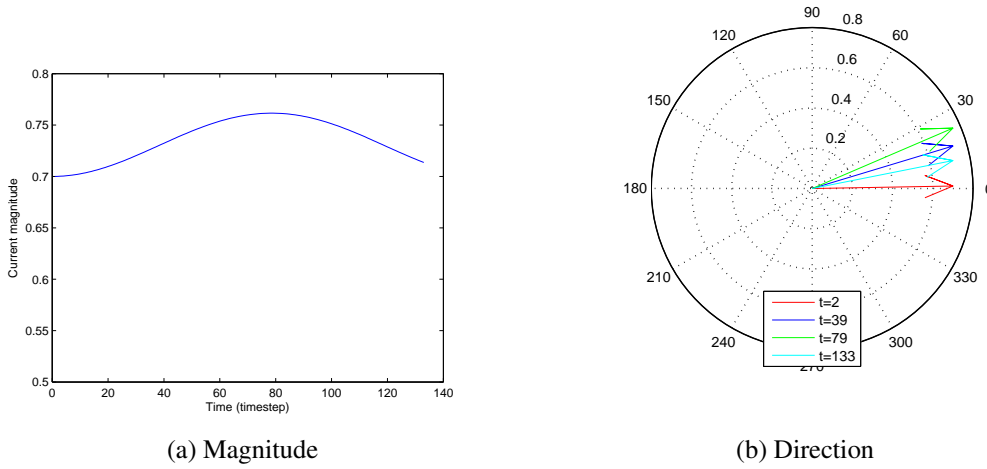 0.8
0.75
0.7
0.65
0.6
0.55
0.5
0 20 40 60 80 100 120 140
Current magnitude
Time (timestep)
(a) Magnitude
90
0.8
120
60
0.6
0.4
150
30
0.2
180
0
210
330
240
300
270
t=2
t=39
t=79
t=133
(b) Direction